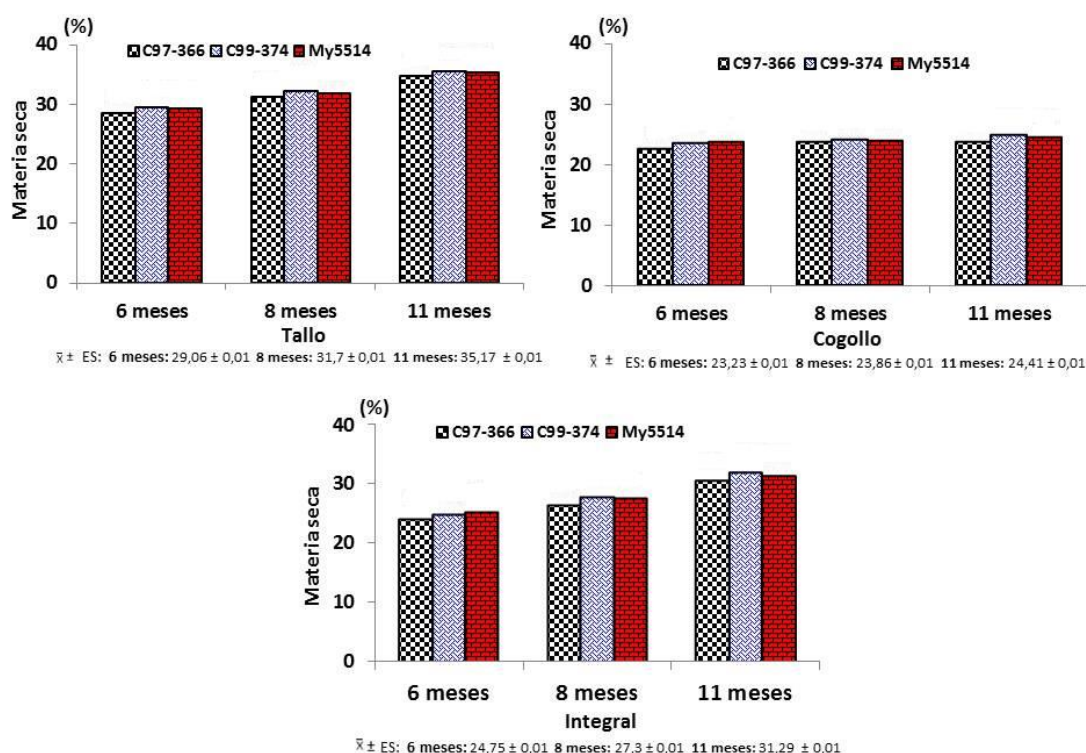 (%)
Materia seca
40
30
20
10
0
C97-366 C99-374 My5514
6 meses 8 meses 11 meses
Tallo
x̄ ± ES: 6 meses: 29,06 ± 0,01 8 meses: 31,7 ± 0,01 11 meses: 35,17 ± 0,01
(%)
Materia seca
40
30
20
10
0
C97-366 C99-374 My5514
6 meses 8 meses 11 meses
Cogollo
x̄ ± ES: 6 meses: 23,23 ± 0,01 8 meses: 23,86 ± 0,01 11 meses: 24,41 ± 0,01
(%)
Materia seca
40
30
20
10
0
C97-366 C99-374 My5514
6 meses 8 meses 11 meses
Integral
x̄ ± ES: 6 meses: 24,75 ± 0,01 8 meses: 27,3 ± 0,01 11 meses: 31,29 ± 0,01